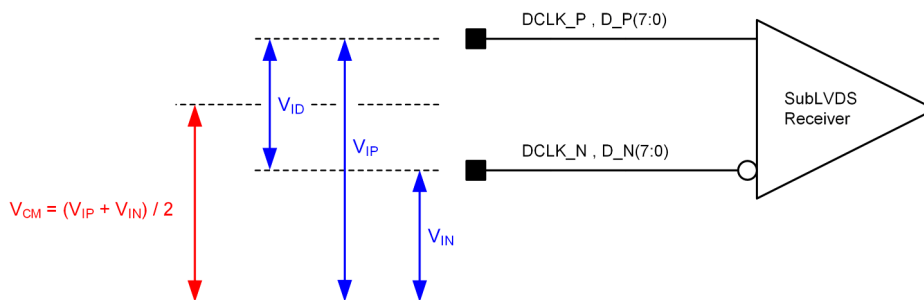 DCLK_P , D_P(7:0)
SubLVDS
Receiver
VID
VIP
DCLK_N , D_N(7:0)
VCM = (VIP + VIN) / 2
VIN